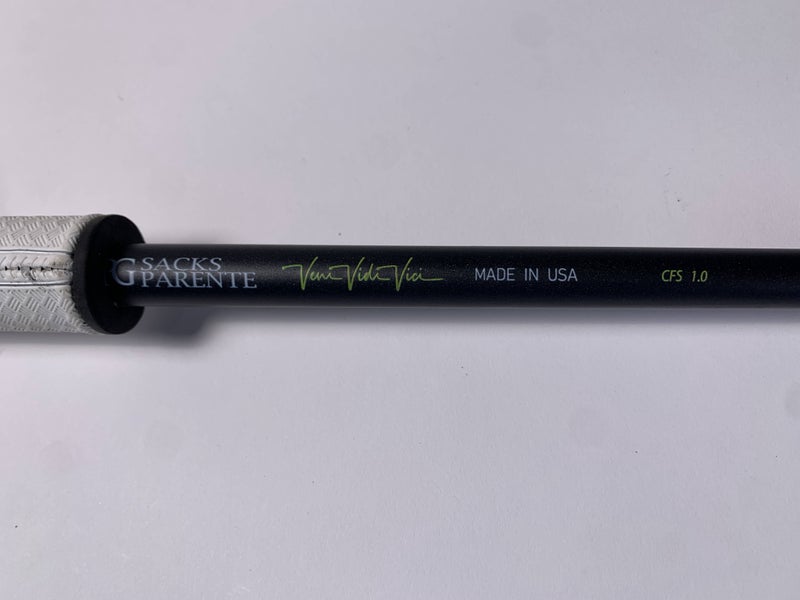 G SACKS
PARENTE
Veni Vidi Vici
MADE IN USA
CFS 1.0